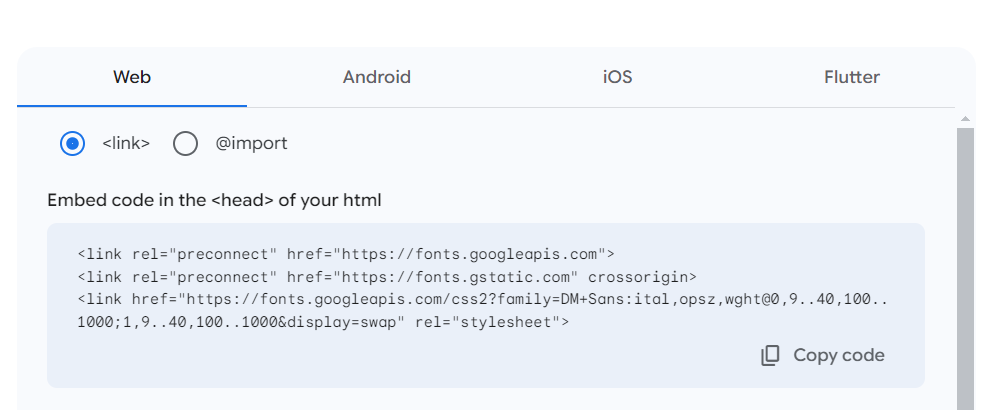 Web Android iOS Flutter
<link> @import
Embed code in the <head> of your html
<link rel="preconnect" href="https://fonts.googleapis.com">
<link rel="preconnect" href="https://fonts.gstatic.com" crossorigin>
<link href="https://fonts.googleapis.com/css2?family=DM+Sans:ital,opsz,wght@0,9..40,100..
1000;1,9..40,100..1000&display=swap" rel="stylesheet">
Copy code